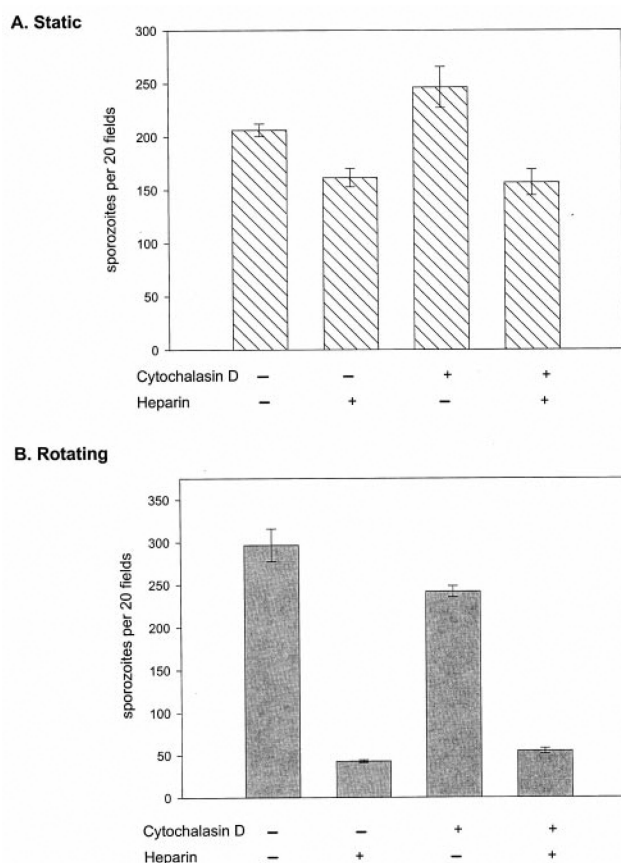 A. Static
300
250
200
150
100
50
0
sporozoites per 20 fields
Cytochalasin D – – + +
Heparin – + – +
B. Rotating
350
300
250
200
150
100
50
0
sporozoites per 20 fields
Cytochalasin D – – + +
Heparin – + – +